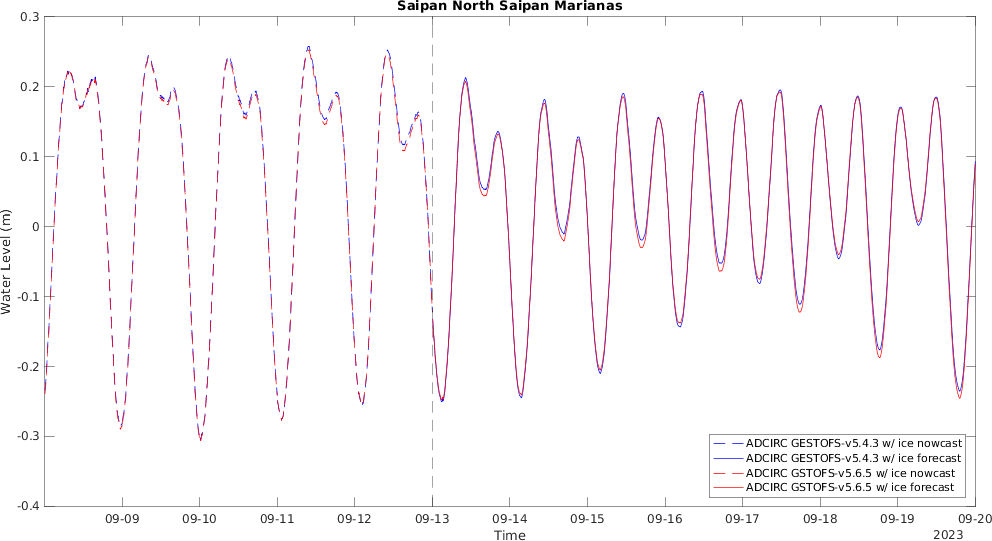 Saipan North Saipan Marianas
0.3
0.2
0.1
0
-0.1
-0.2
-0.3
-0.4
Water Level (m)
ADCIRC GESTOFS-v5.4.3 w/ ice nowcast
ADCIRC GESTOFS-v5.4.3 w/ ice forecast
ADCIRC GSTOFS-v5.6.5 w/ ice nowcast
ADCIRC GSTOFS-v5.6.5 w/ ice forecast
09-09 09-10 09-11 09-12 09-13 09-14 09-15 09-16 09-17 09-18 09-19 09-20
Time
2023